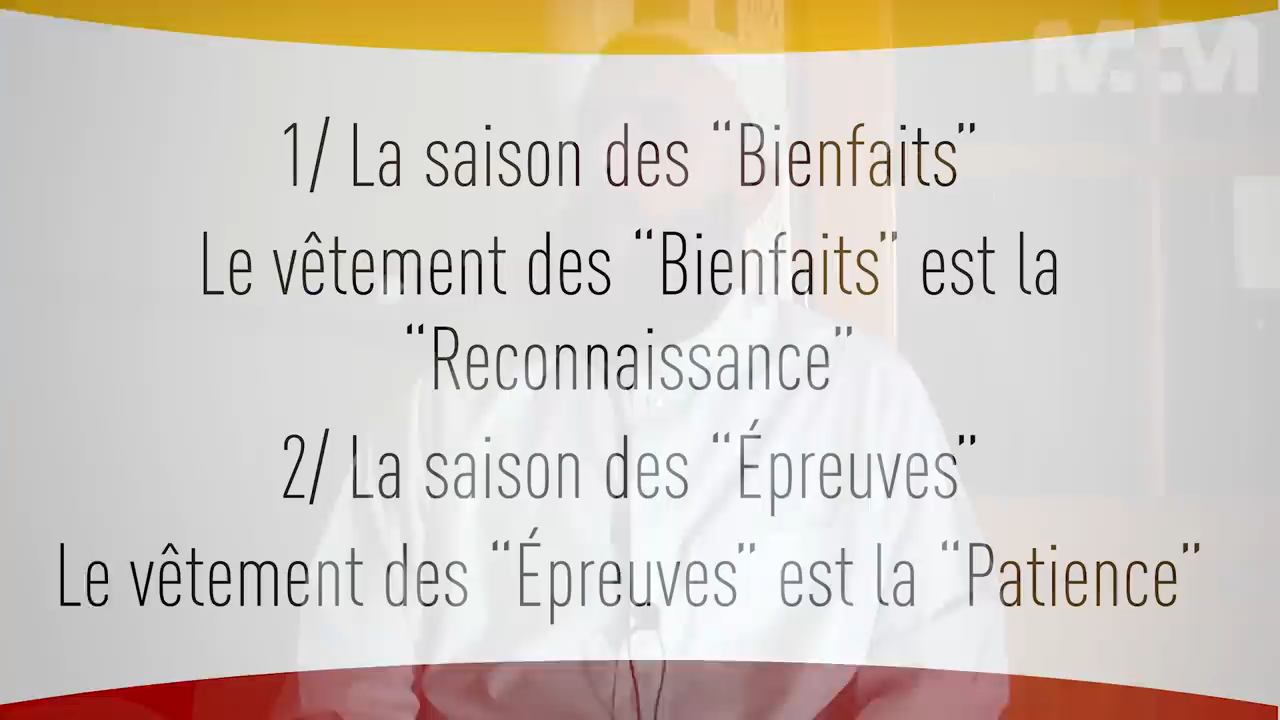 1/ La saison des “Bienfaits”
Le vêtement des “Bienfaits” est la
“Reconnaissance”
2/ La saison des “Épreuves”
Le vêtement des “Épreuves” est la “Patience”